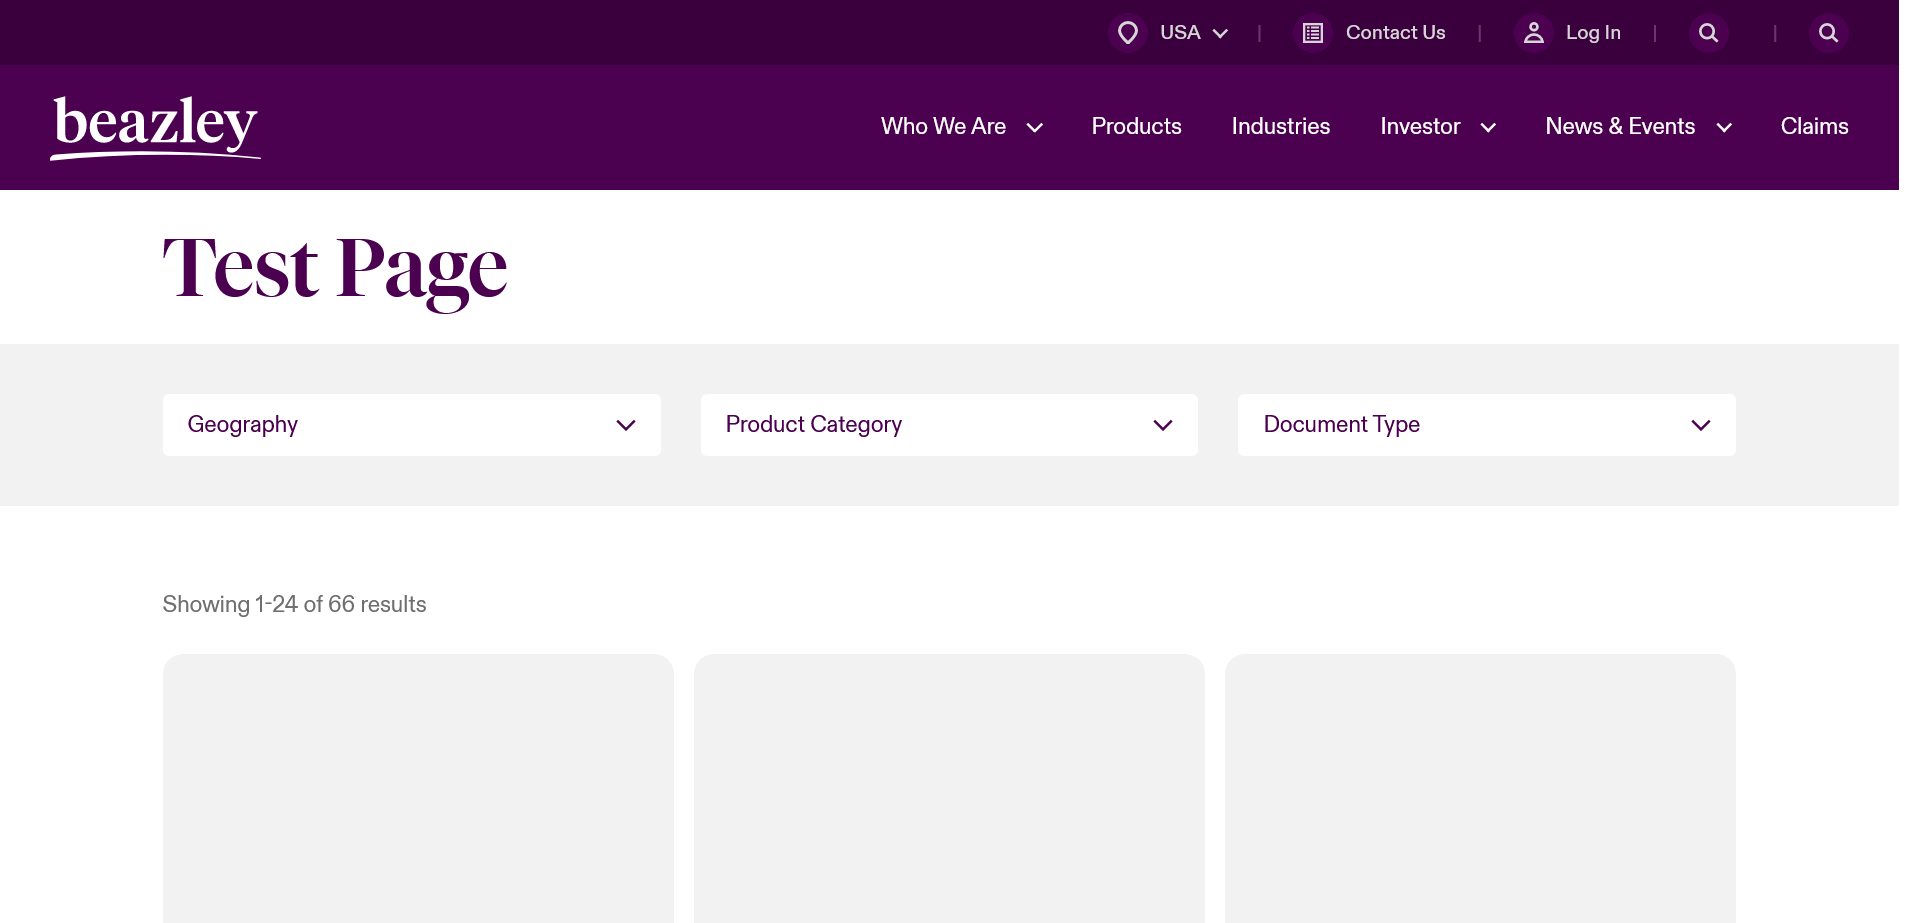 USA | Contact Us | Log In | |
beazley
Who We Are Products Industries Investor News & Events Claims
Test Page
Geography Product Category Document Type
Showing 1-24 of 66 results